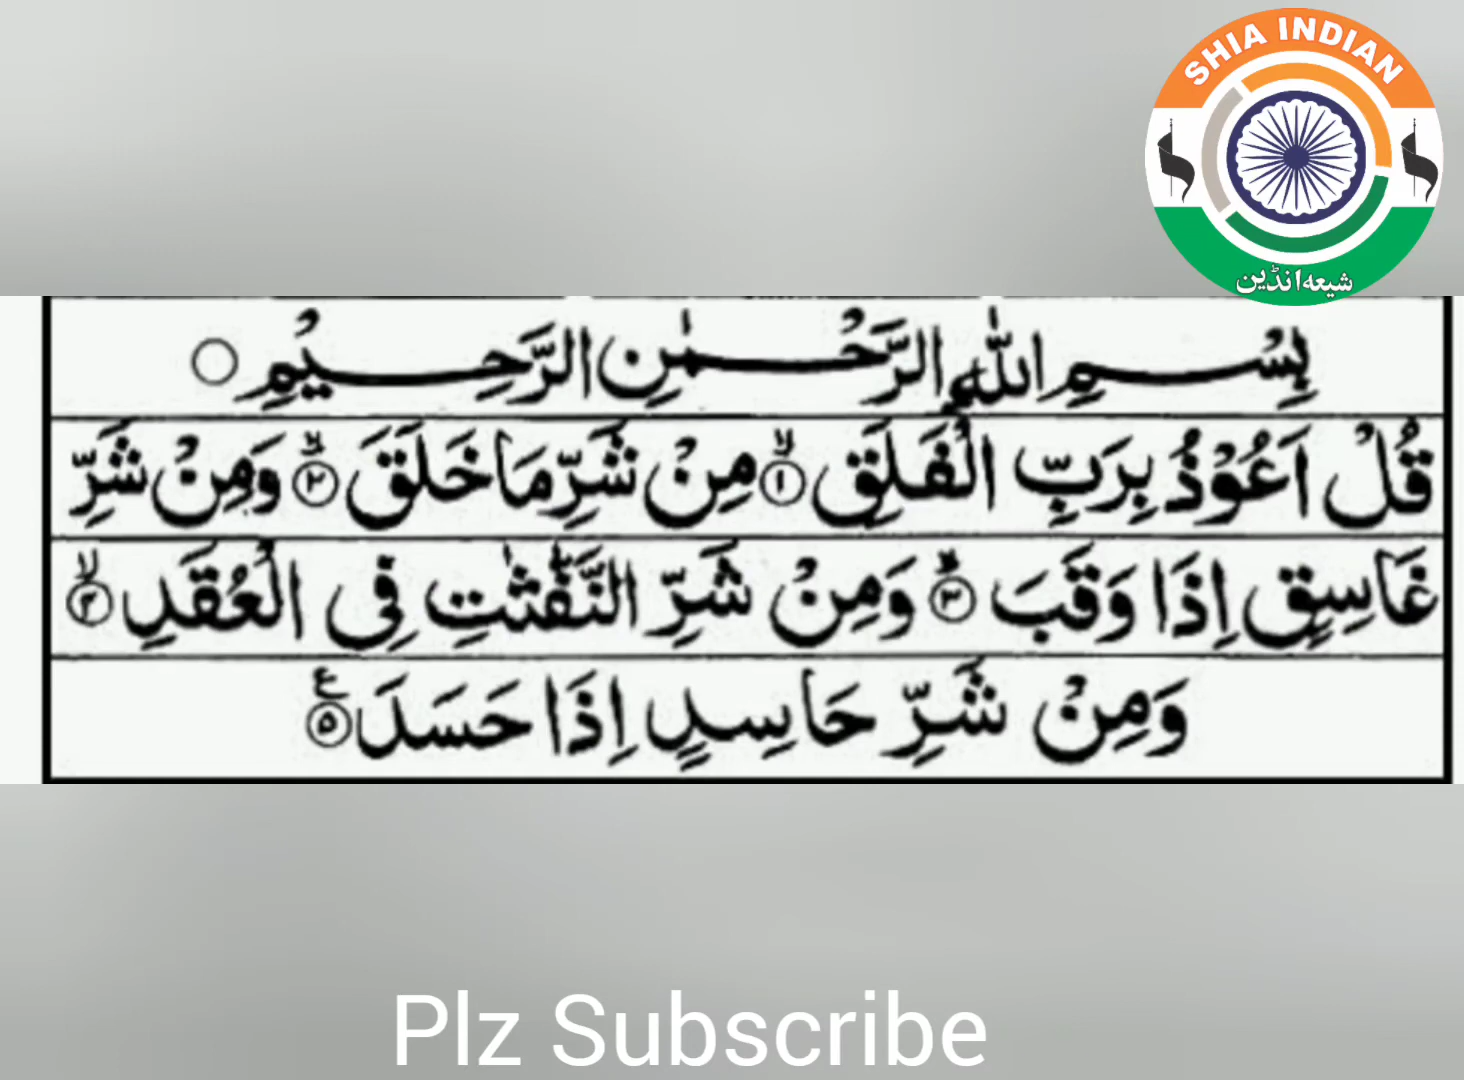 SHIA INDIAN
شیعہ انڈین
بِسْمِ اللّٰهِ الرَّحْمٰنِ الرَّحِيْمِ ○
قُلْ اَعُوْذُ بِرَبِّ الْفَلَقِ ۙ﴿۱﴾ مِنْ شَرِّ مَا خَلَقَ ۙ﴿۲﴾ وَمِنْ شَرِّ
غَاسِقٍ اِذَا وَقَبَ ۙ﴿۳﴾ وَمِنْ شَرِّ النَّفّٰثٰتِ فِى الْعُقَدِ ۙ﴿۴﴾
وَمِنْ شَرِّ حَاسِدٍ اِذَا حَسَدَ ﴿۵﴾ ع
Plz Subscribe